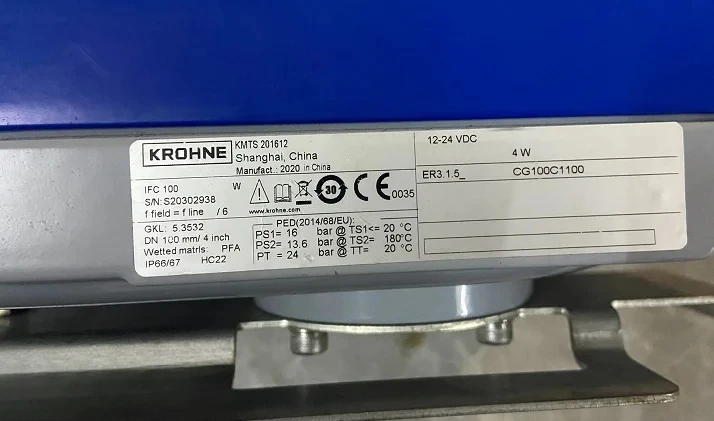 KROHNE
KMTS 201612
Shanghai, China
Manufact.: 2020 in China
IFC 100 W
S/N: S20302938
f field = f line / 6
30
CE 0035
www.krohne.com
GKL: 5.3532
DN 100 mm/ 4 inch
Wetted matrls: PFA
IP66/67 HC22
PED(2014/68/EU):
PS1= 16 bar @ TS1<= 20 °C
PS2= 13.6 bar @ TS2= 180°C
PT = 24 bar @ TT= 20 °C
12-24 VDC
4 W
ER3.1.5_ CG100C1100